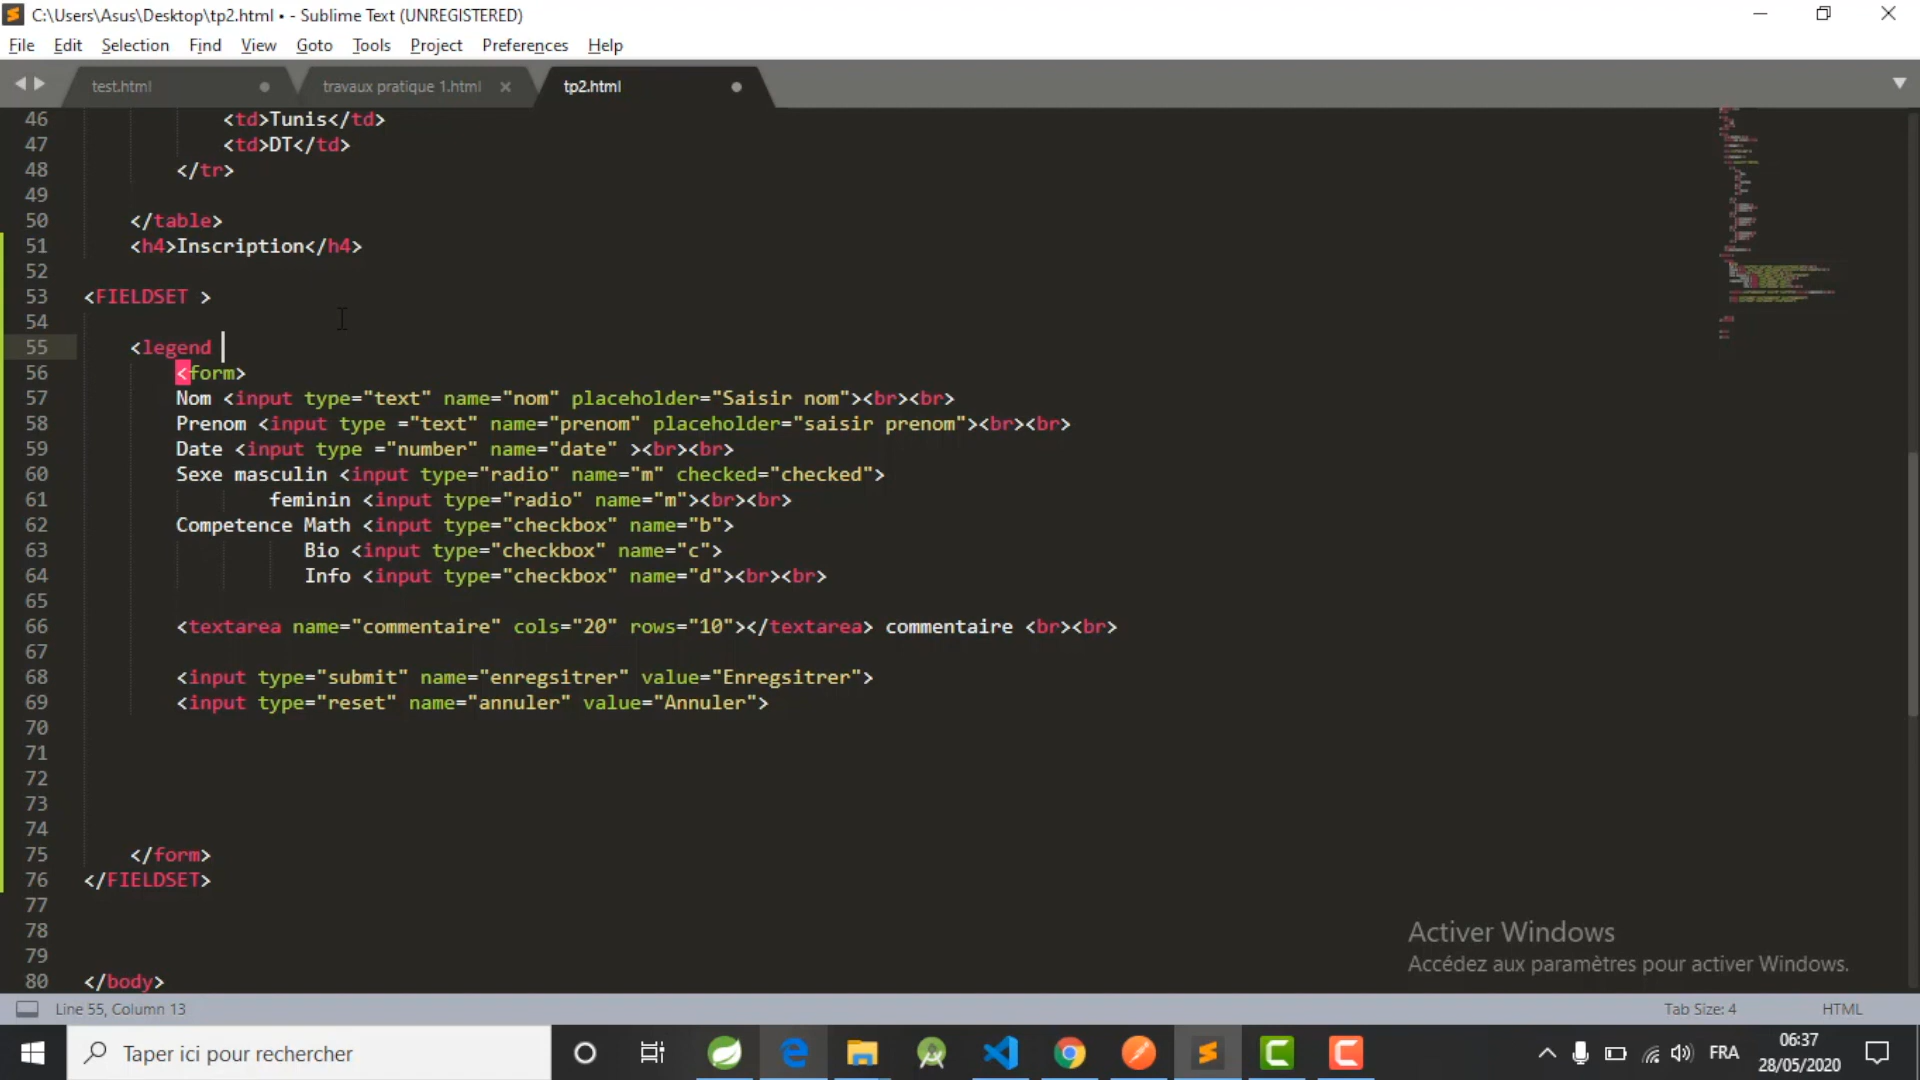 C:\Users\Asus\Desktop\tp2.html • - Sublime Text (UNREGISTERED)
File Edit Selection Find View Goto Tools Project Preferences Help
test.html travaux pratique 1.html tp2.html
46 <td>Tunis</td>
47 <td>DT</td>
48 </tr>
49
50 </table>
51 <h4>Inscription</h4>
52
53 <FIELDSET >
54
55 <legend
56 <form>
57 Nom <input type="text" name="nom" placeholder="Saisir nom"><br><br>
58 Prenom <input type ="text" name="prenom" placeholder="saisir prenom"><br><br>
59 Date <input type ="number" name="date" ><br><br>
60 Sexe masculin <input type="radio" name="m" checked="checked">
61 feminin <input type="radio" name="m"><br><br>
62 Competence Math <input type="checkbox" name="b">
63 Bio <input type="checkbox" name="c">
64 Info <input type="checkbox" name="d"><br><br>
65
66 <textarea name="commentaire" cols="20" rows="10"></textarea> commentaire <br><br>
67
68 <input type="submit" name="enregsitrer" value="Enregsitrer">
69 <input type="reset" name="annuler" value="Annuler">
70
71
72
73
74
75 </form>
76 </FIELDSET>
77
78
79
80 </body>
Activer Windows
Accédez aux paramètres pour activer Windows.
Line 55, Column 13 Tab Size: 4 HTML
Taper ici pour rechercher
FRA
06:37
28/05/2020